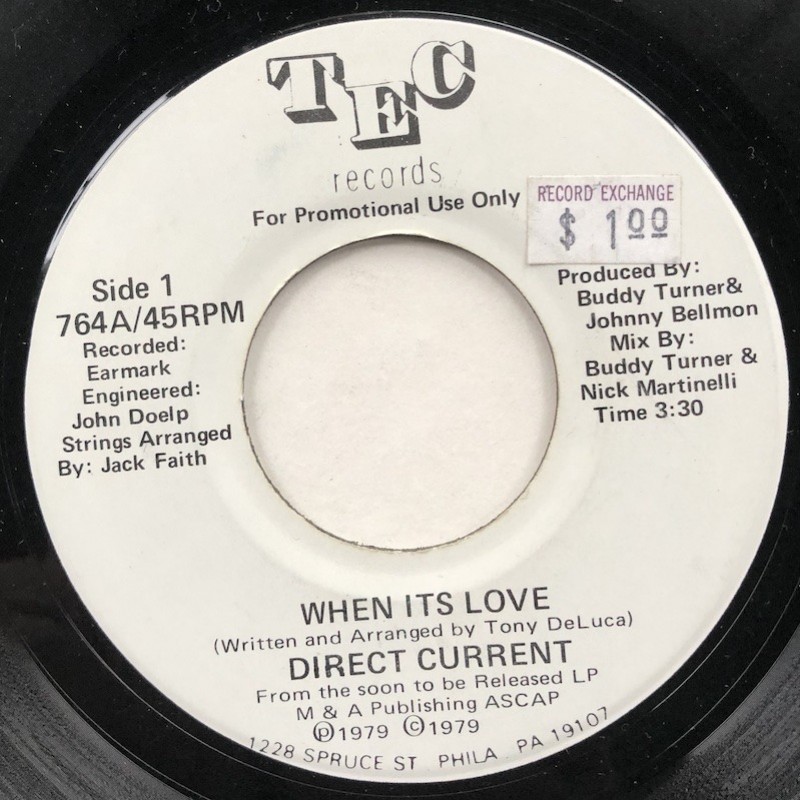 TEC
records
For Promotional Use Only
RECORD EXCHANGE
$ 1 00
Side 1
764A/45RPM
Recorded:
Earmark
Engineered:
John Doelp
Strings Arranged
By: Jack Faith
Produced By:
Buddy Turner&
Johnny Bellmon
Mix By:
Buddy Turner &
Nick Martinelli
Time 3:30
WHEN ITS LOVE
(Written and Arranged by Tony DeLuca)
DIRECT CURRENT
From the soon to be Released LP
M & A Publishing ASCAP
℗1979 ©1979
1228 SPRUCE ST PHILA PA 19107